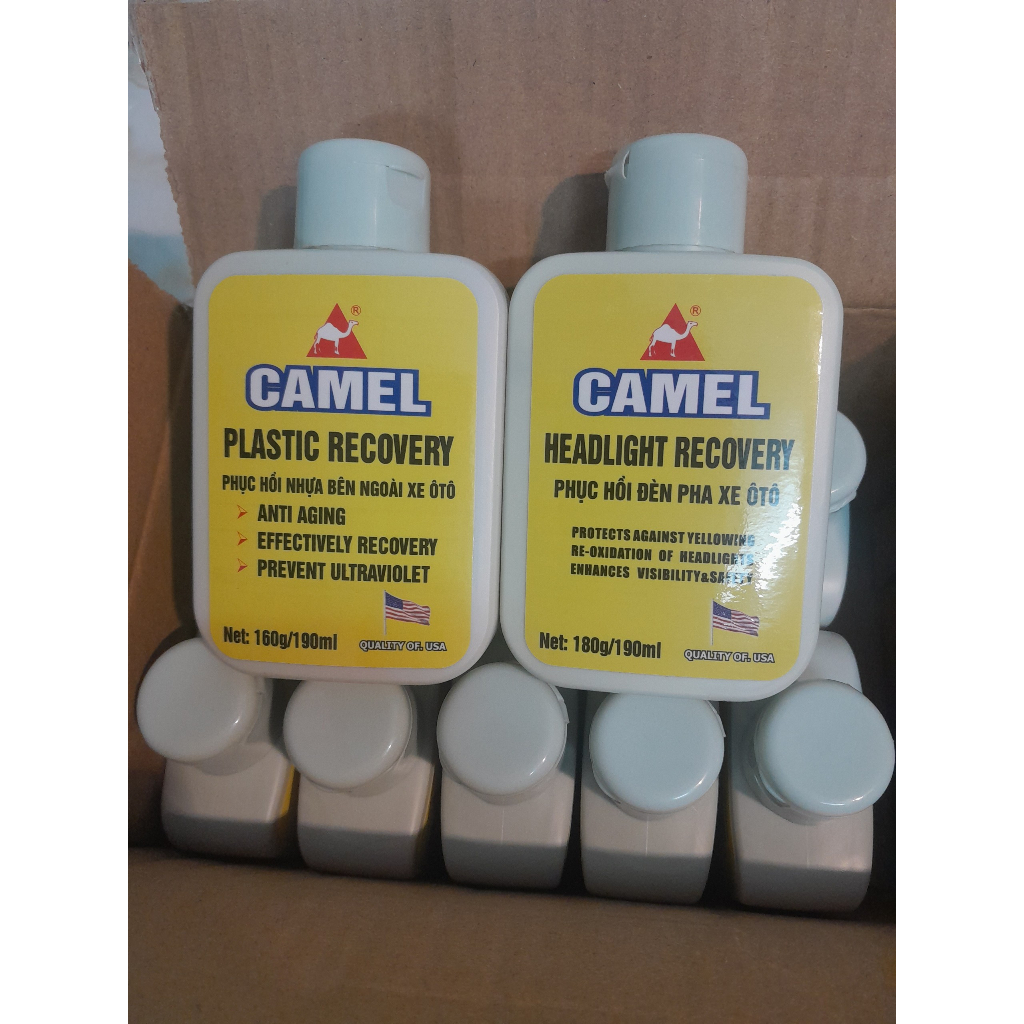 ®
CAMEL
PLASTIC RECOVERY
PHỤC HỒI NHỰA BÊN NGOÀI XE ÔTÔ
ANTI AGING
EFFECTIVELY RECOVERY
PREVENT ULTRAVIOLET
Net: 160g/190ml
QUALITY OF. USA
®
CAMEL
HEADLIGHT RECOVERY
PHỤC HỒI ĐÈN PHA XE ÔTÔ
PROTECTS AGAINST YELLOWING
RE-OXIDATION OF HEADLIGHTS
ENHANCES VISIBILITY&SAFETY
Net: 180g/190ml
QUALITY OF. USA